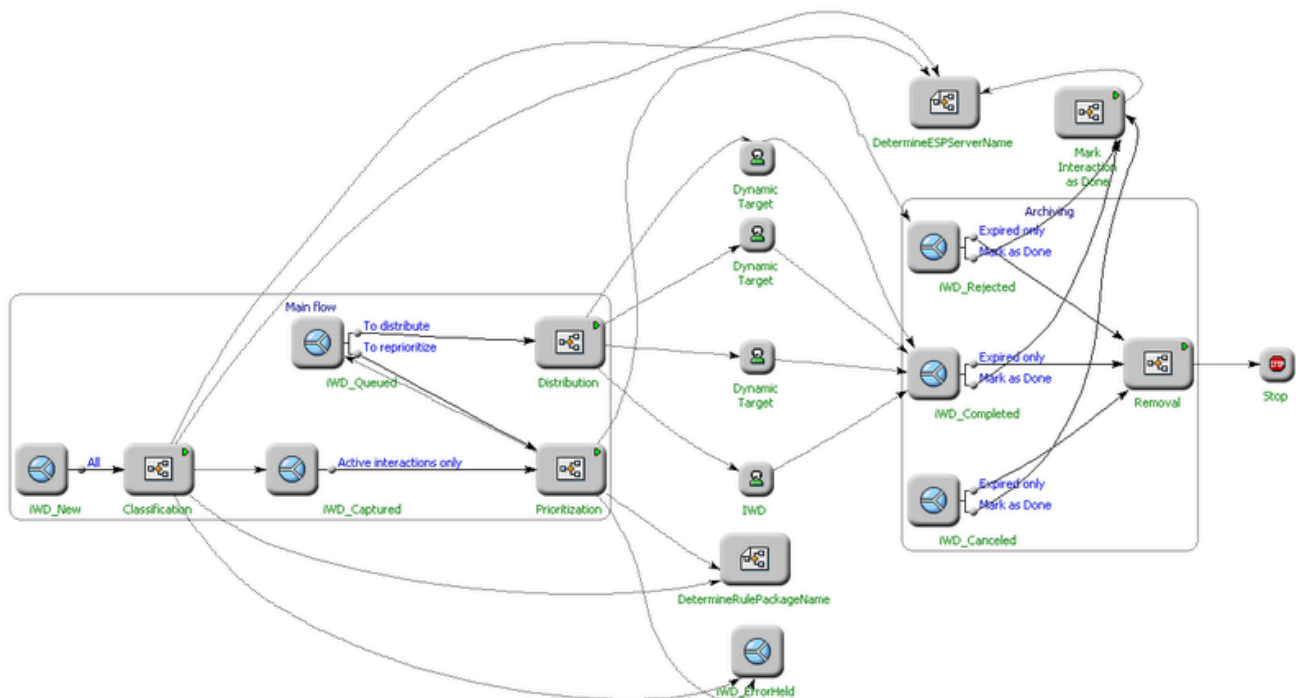 DetermineESPServerName
Mark
Interaction
as Done
Dynamic
Target
Archiving
Expired only
Mark as Done
iWD_Rejected
Dynamic
Target
Main flow
To distribute
To reprioritize
iWD_Queued
Distribution
Dynamic
Target
Expired only
Mark as Done
iWD_Completed
Removal
Stop
All
iWD_New
Classification
Active interactions only
iWD_Captured
Prioritization
IWD
Expired only
Mark as Done
iWD_Canceled
DetermineRulePackageName
iWD_ErrorHeld